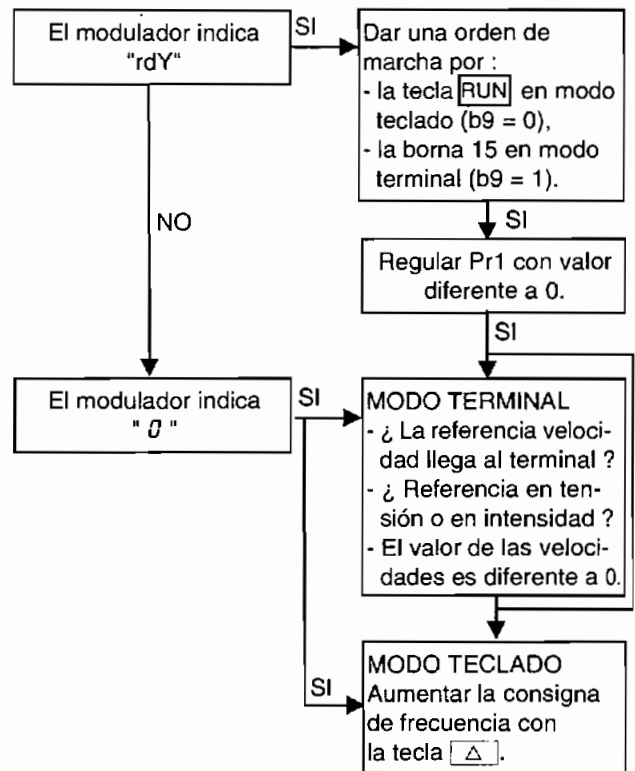 El modulador indica
"rdY"
SI
Dar una orden de
marcha por :
- la tecla RUN en modo
teclado (b9 = 0),
- la borna 15 en modo
terminal (b9 = 1).
SI
NO
Regular Pr1 con valor
diferente a 0.
SI
El modulador indica
" 0 "
SI
MODO TERMINAL
- ¿ La referencia veloci-
dad llega al terminal ?
- ¿ Referencia en ten-
sión o en intensidad ?
- El valor de las veloci-
dades es diferente a 0.
SI
MODO TECLADO
Aumentar la consigna
de frecuencia con
la tecla △ .